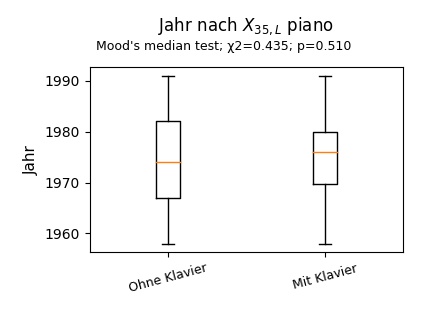 Jahr nach X35,L piano
Mood's median test; χ2=0.435; p=0.510
1990
1980
1970
1960
Jahr
Ohne Klavier
Mit Klavier